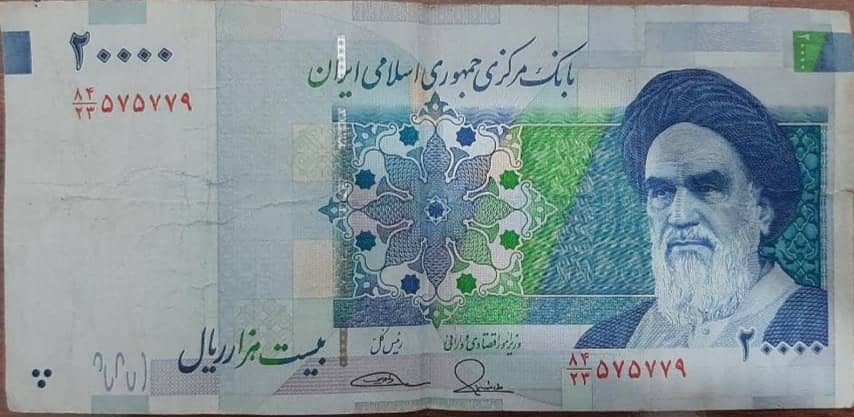 بانک مرکزی جمهوری اسلامی ایران
۲۰۰۰۰
۲۰۰۰۰
۸۴/۲۳ ۵۷۵۷۷۹
بیست هزار ریال
وزیر امور اقتصادی و دارائی
رئیس کل
۸۴/۲۳ ۵۷۵۷۷۹
۲۰۰۰۰